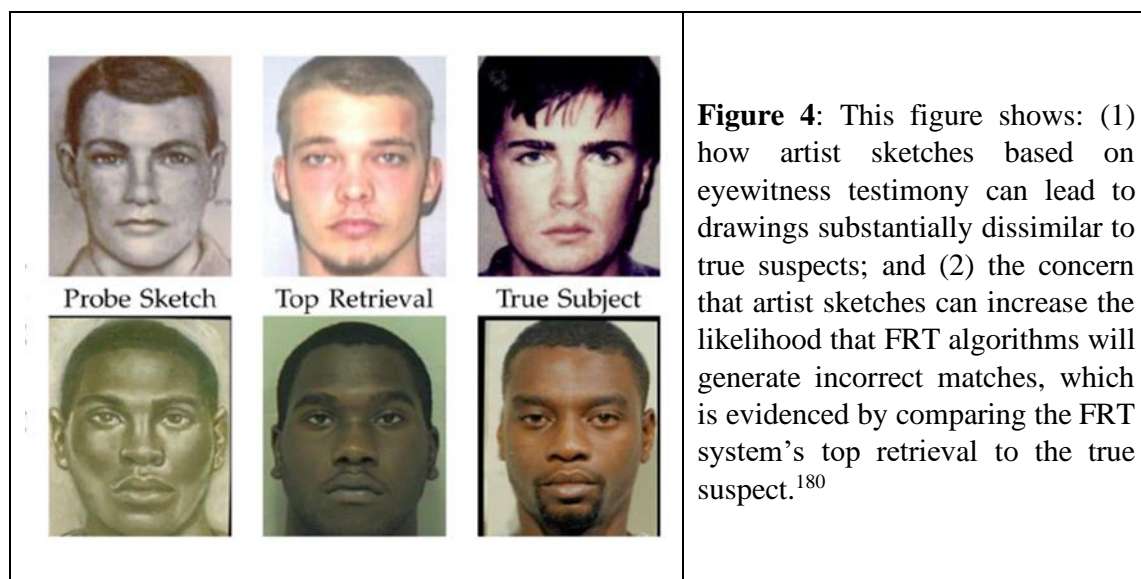 Probe Sketch Top Retrieval True Subject
Figure 4: This figure shows: (1)
how artist sketches based on
eyewitness testimony can lead to
drawings substantially dissimilar to
true suspects; and (2) the concern
that artist sketches can increase the
likelihood that FRT algorithms will
generate incorrect matches, which
is evidenced by comparing the FRT
system’s top retrieval to the true
suspect.180